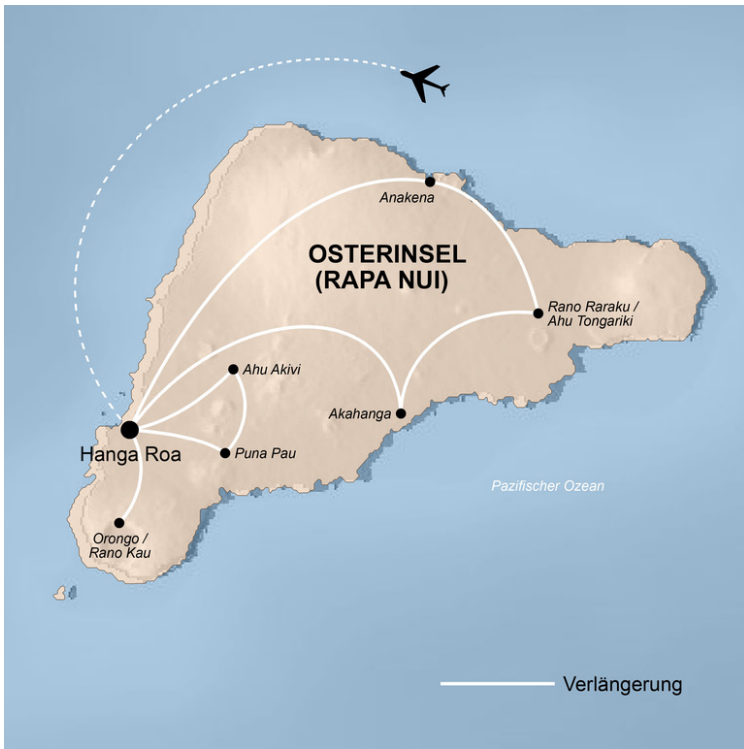 Anakena
OSTERINSEL
(RAPA NUI)
Rano Raraku /
Ahu Tongariki
Ahu Akivi
Akahanga
Hanga Roa
Puna Pau
Pazifischer Ozean
Orongo /
Rano Kau
Verlängerung